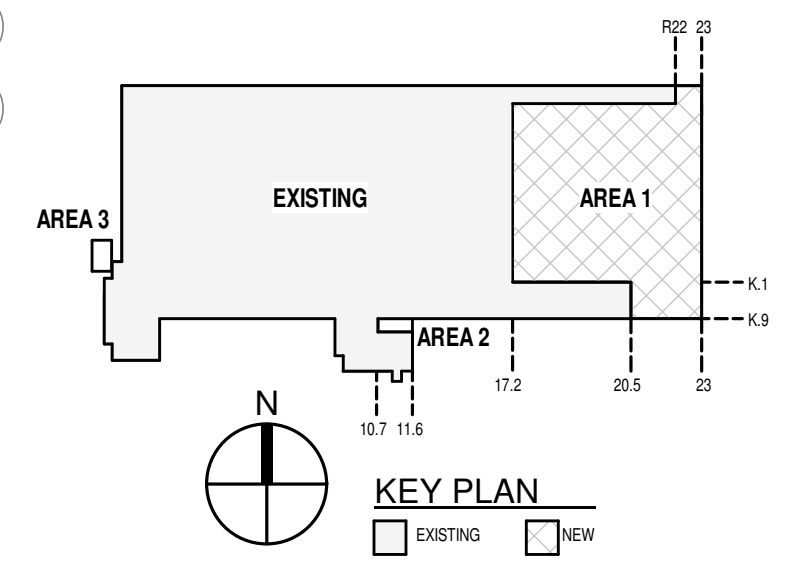 R22 23
EXISTING
AREA 1
AREA 3
K.1
K.9
AREA 2
17.2
20.5
23
10.7 11.6
N
KEY PLAN
EXISTING
NEW